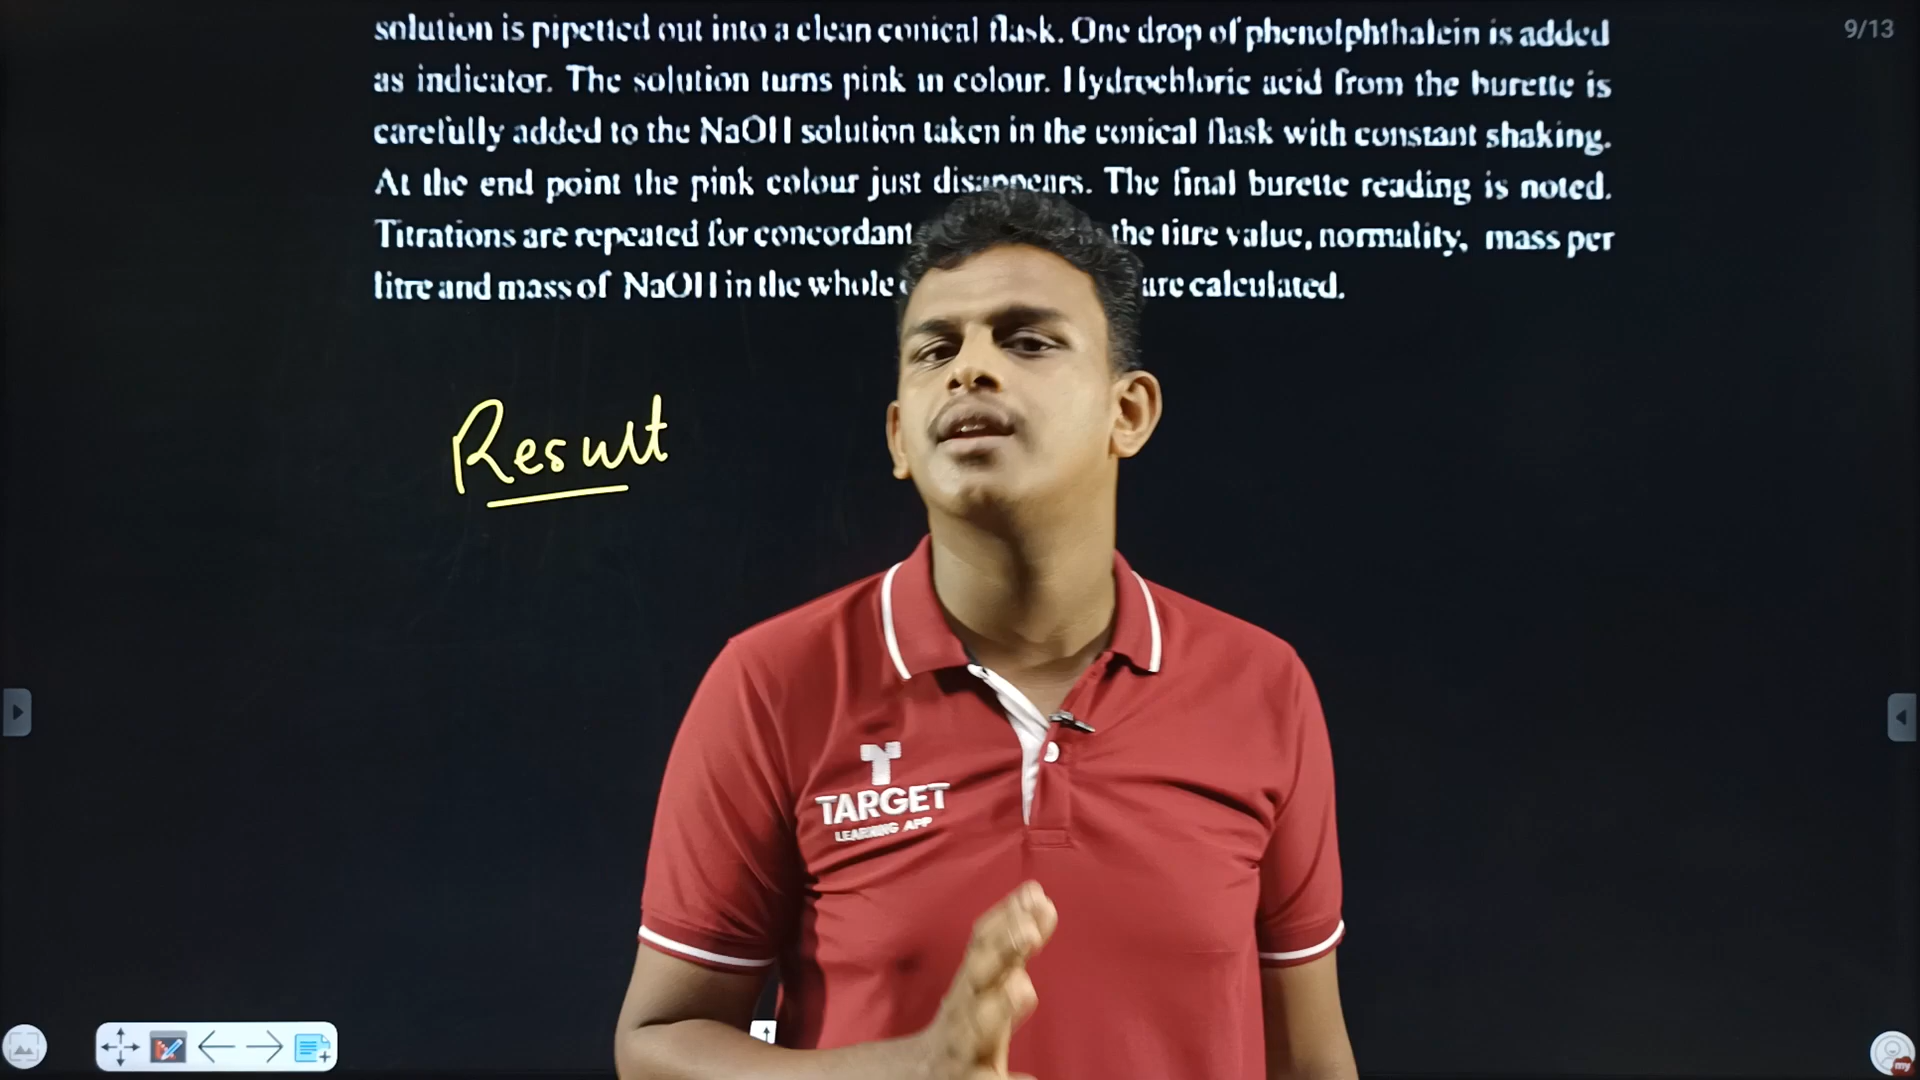 solution is pipetted out into a clean conical flask. One drop of phenolphthalein is added
9/13
as indicator. The solution turns pink in colour. Hydrochloric acid from the burette is
carefully added to the NaOH solution taken in the conical flask with constant shaking.
At the end point the pink colour just disappears. The final burette reading is noted.
Titrations are repeated for concordant the titre value, normality, mass per
litre and mass of NaOH in the whole are calculated.
Result
TARGET
LEARNING APP
my